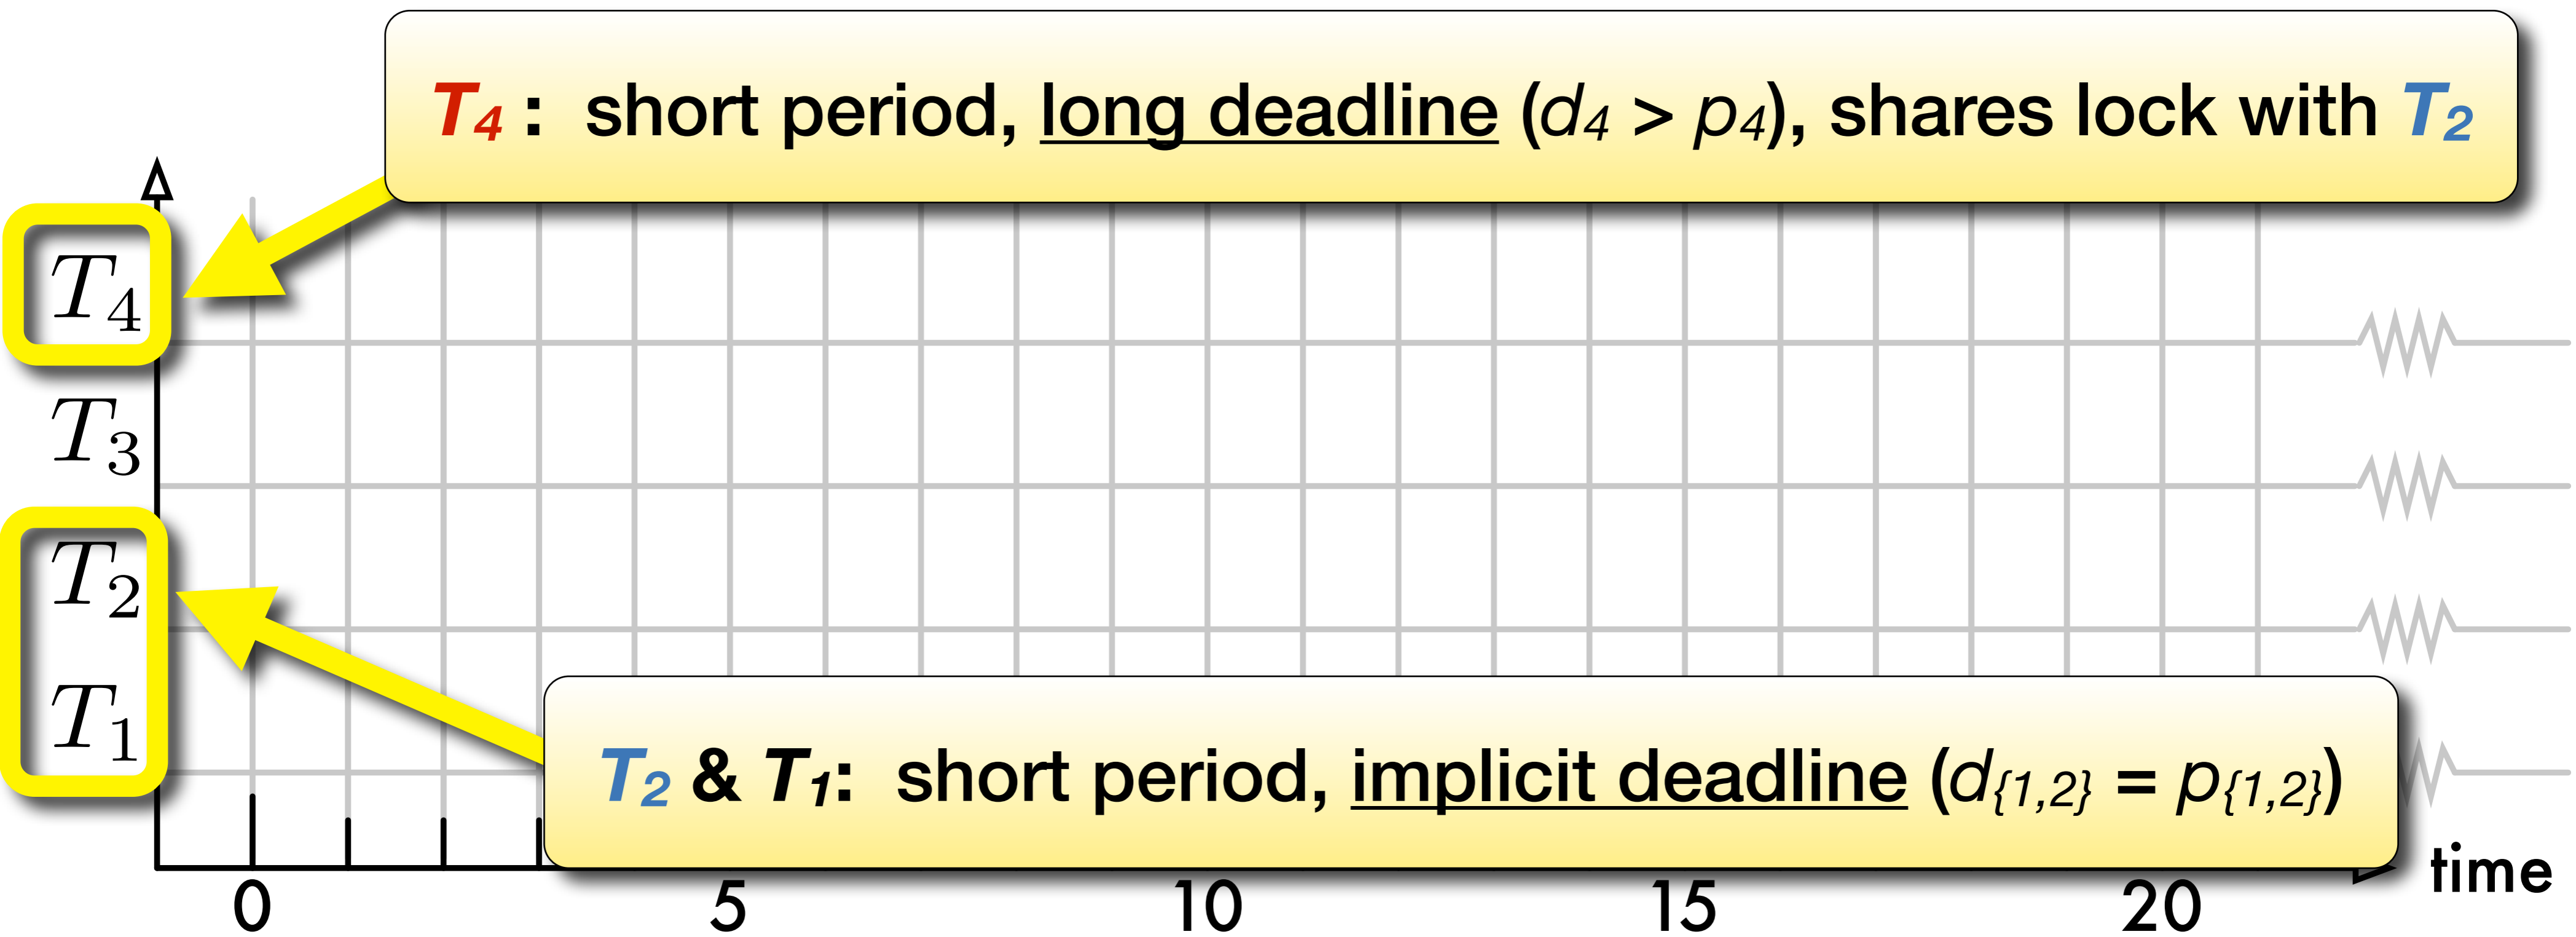 T4 : short period, long deadline (d4 > p4), shares lock with T2
T4
T3
T2
T1
T2 & T1: short period, implicit deadline (d{1,2} = p{1,2})
0 5 10 15 20 time